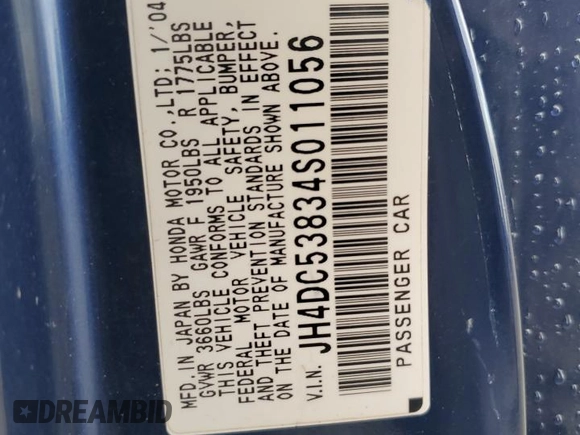 MFD. IN JAPAN BY HONDA MOTOR CO., LTD; 1/'04
GVWR 3660LBS GAWR F 1950LBS R 1775LBS
THIS VEHICLE CONFORMS TO ALL APPLICABLE
FEDERAL MOTOR VEHICLE SAFETY, BUMPER,
AND THEFT PREVENTION STANDARDS IN EFFECT
ON THE DATE OF MANUFACTURE SHOWN ABOVE.
V.I.N. JH4DC53834S011056
PASSENGER CAR
DREAMBID